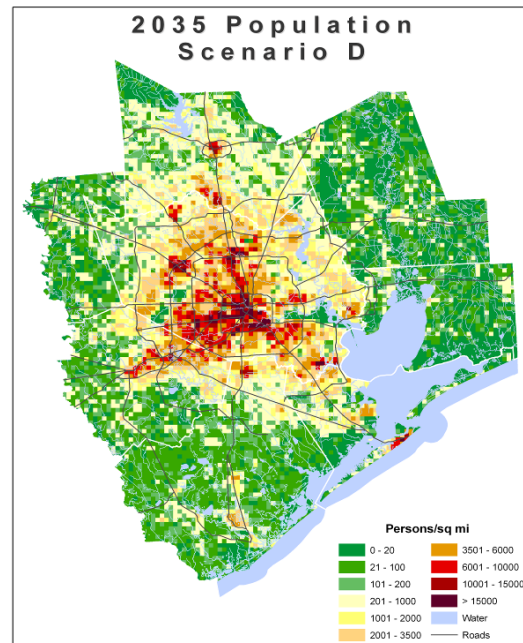 2035 Population
Scenario D
Persons/sq mi
0 - 20
21 - 100
101 - 200
201 - 1000
1001 - 2000
2001 - 3500
3501 - 6000
6001 - 10000
10001 - 15000
> 15000
Water
Roads